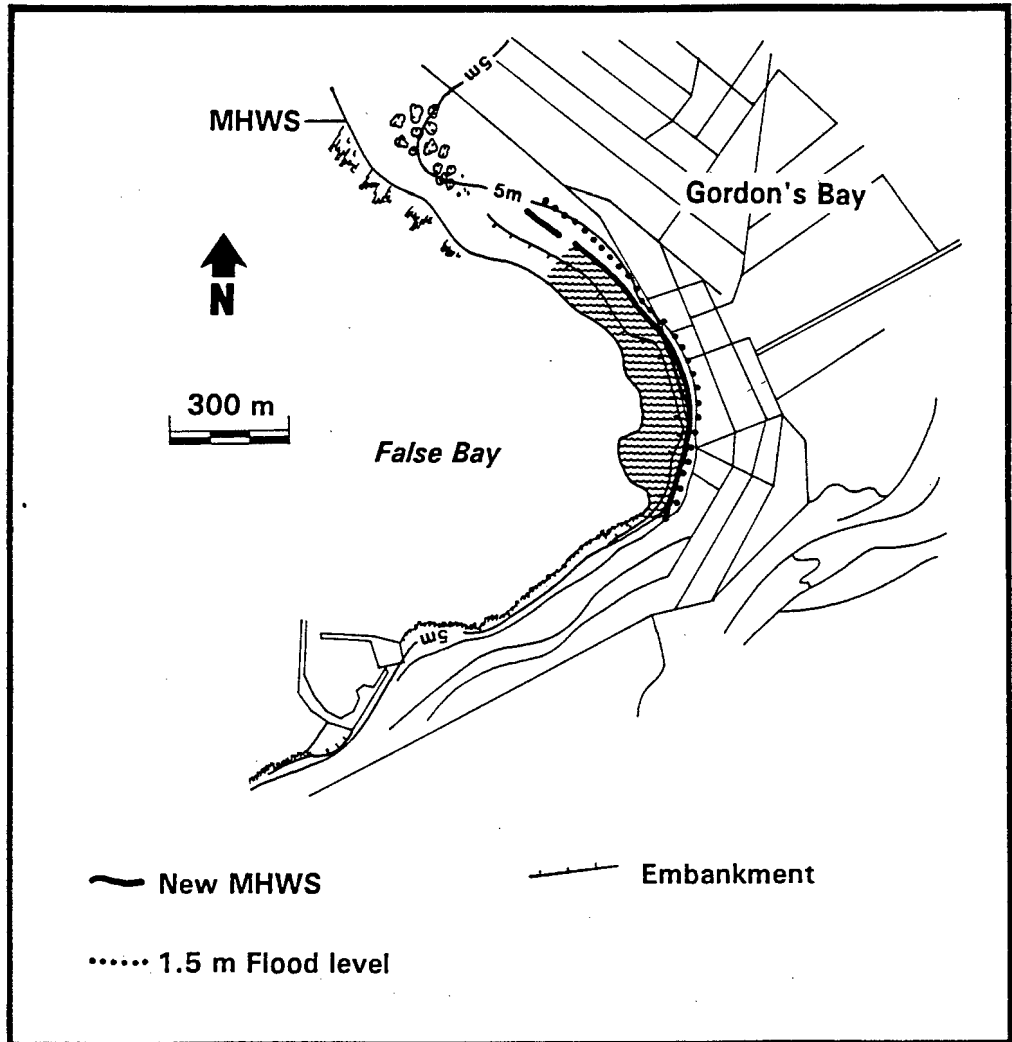 5m
MHWS
5m
Gordon's Bay
N
300 m
False Bay
5m
New MHWS
Embankment
1.5 m Flood level